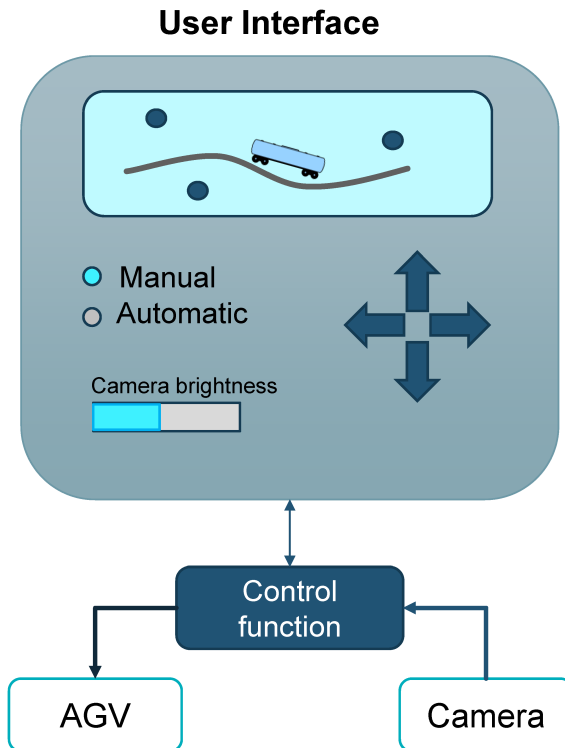 User Interface
Manual
Automatic
Camera brightness
Control
function
AGV
Camera